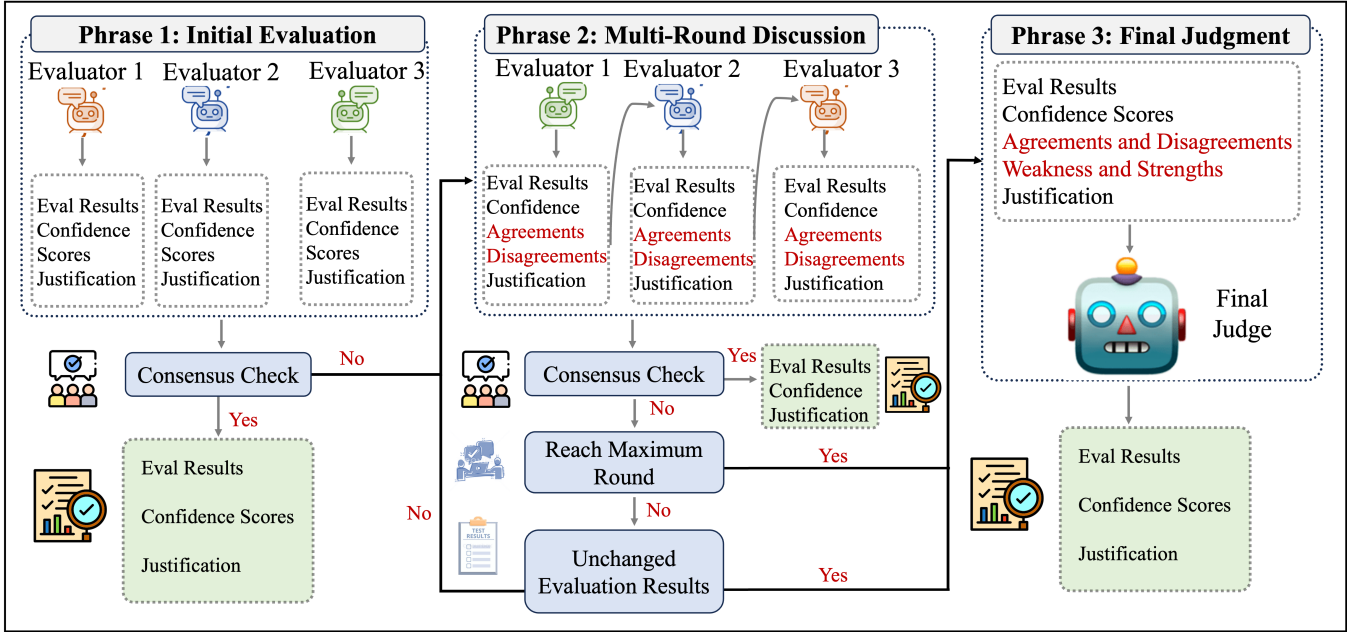 Phrase 1: Initial Evaluation
Evaluator 1
Evaluator 2
Evaluator 3
Eval Results
Confidence
Scores
Justification
Eval Results
Confidence
Scores
Justification
Eval Results
Confidence
Scores
Justification
Consensus Check
No
Yes
Eval Results
Confidence Scores
Justification
Phrase 2: Multi-Round Discussion
Evaluator 1
Evaluator 2
Evaluator 3
Eval Results
Confidence
Agreements
Disagreements
Justification
Eval Results
Confidence
Agreements
Disagreements
Justification
Eval Results
Confidence
Agreements
Disagreements
Justification
Consensus Check
Yes
Eval Results
Confidence
Justification
No
Reach Maximum
Round
Yes
No
No
TEST
RESULTS
Unchanged
Evaluation Results
Yes
Phrase 3: Final Judgment
Eval Results
Confidence Scores
Agreements and Disagreements
Weakness and Strengths
Justification
Final
Judge
Eval Results
Confidence Scores
Justification